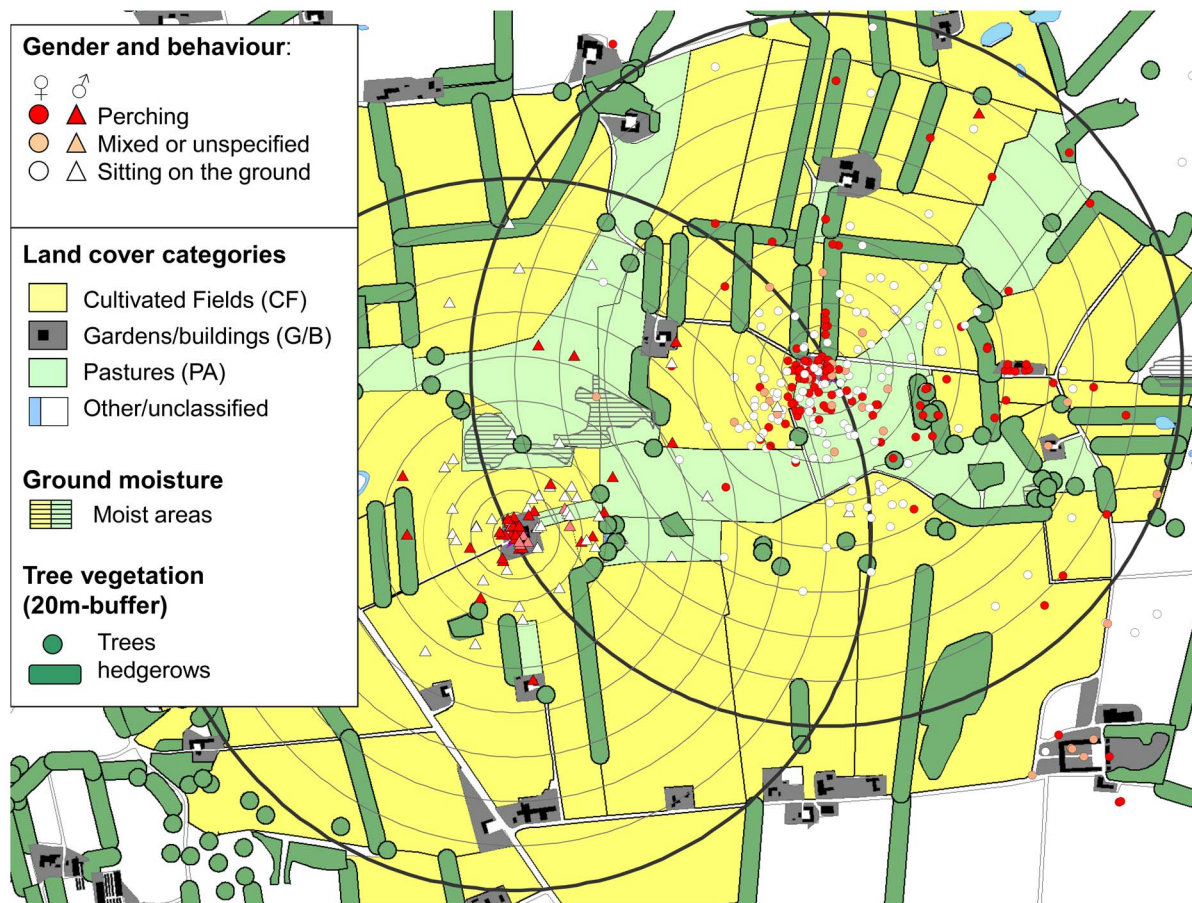 Gender and behaviour:
♀ ♂
Perching
Mixed or unspecified
Sitting on the ground
Land cover categories
Cultivated Fields (CF)
Gardens/buildings (G/B)
Pastures (PA)
Other/unclassified
Ground moisture
Moist areas
Tree vegetation
(20m-buffer)
Trees
hedgerows